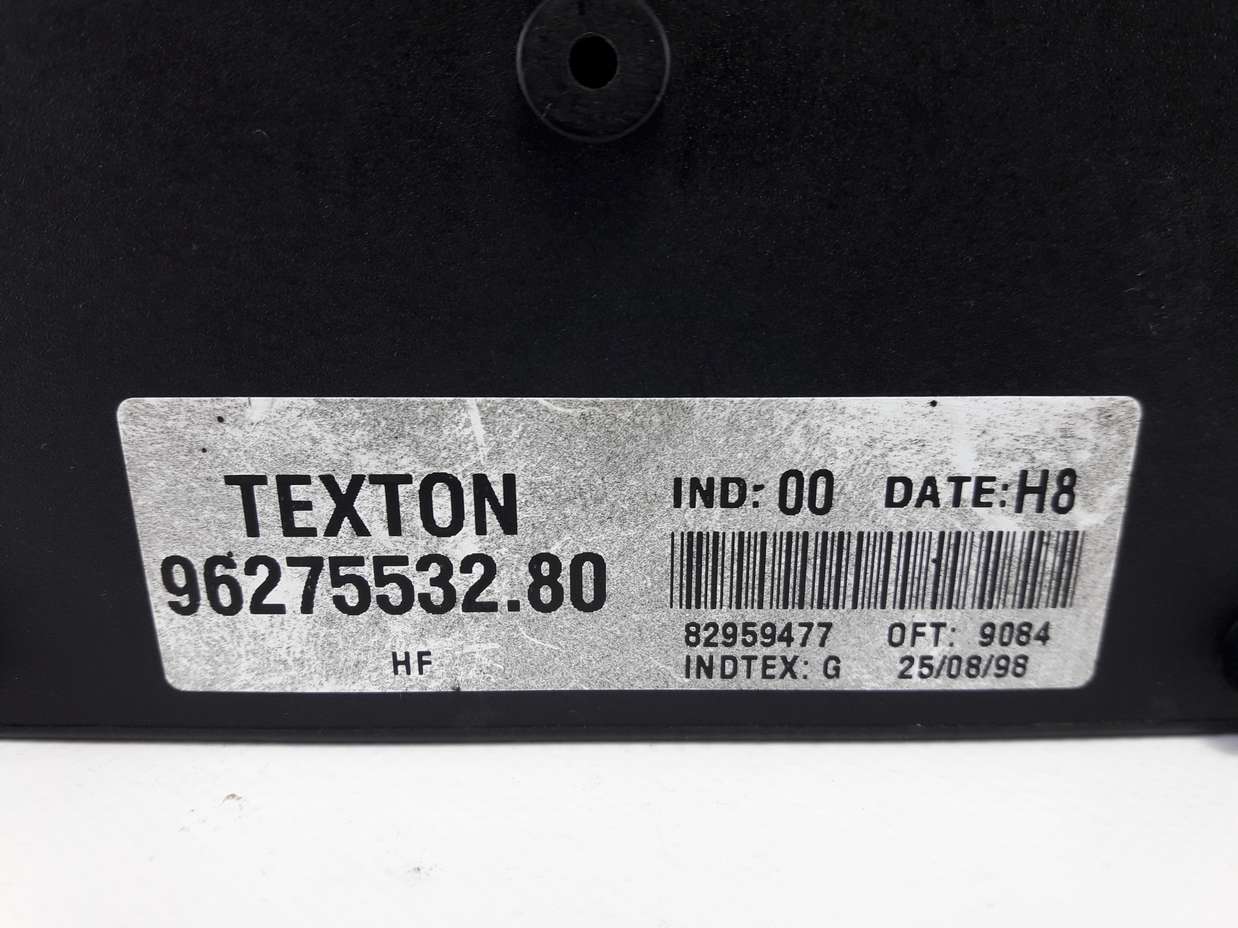 TEXTON
96275532.80
HF
IND: 00 DATE: H8
82959477 OFT: 9084
INDTEX: G 25/08/98